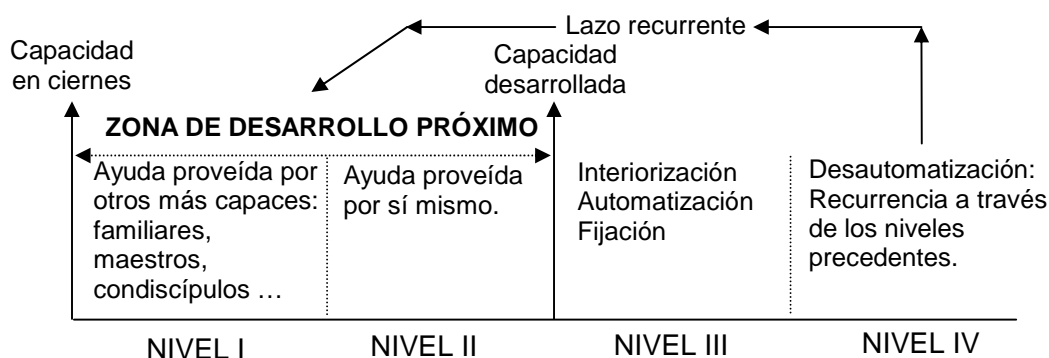 Lazo recurrente
Capacidad
en ciernes
Capacidad
desarrollada
ZONA DE DESARROLLO PRÓXIMO
Ayuda proveída por
otros más capaces:
familiares,
maestros,
condiscípulos …
Ayuda proveída
por sí mismo.
Interiorización
Automatización
Fijación
Desautomatización:
Recurrencia a través
de los niveles
precedentes.
NIVEL I
NIVEL II
NIVEL III
NIVEL IV